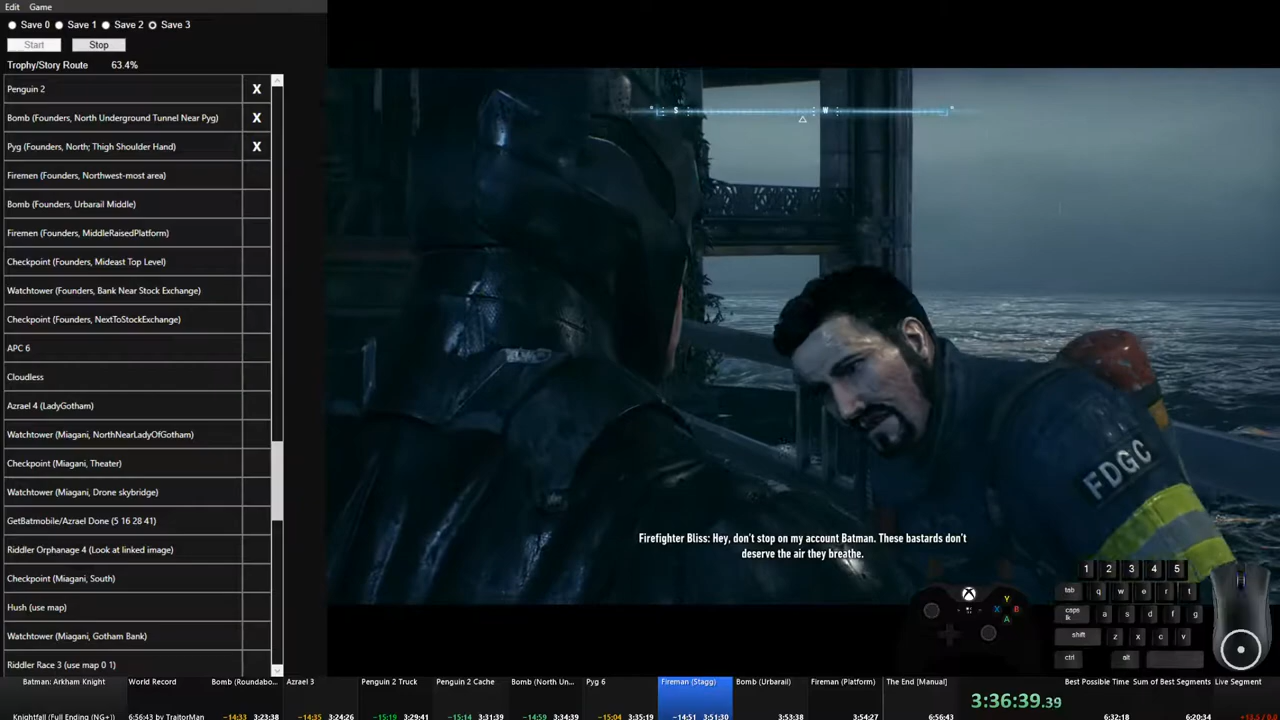 Edit Game
Save 0 Save 1 Save 2 Save 3
Start Stop
Trophy/Story Route 63.4%
Penguin 2 X
Bomb (Founders, North Underground Tunnel Near Pyg) X
Pyg (Founders, North; Thigh Shoulder Hand) X
Firemen (Founders, Northwest-most area)
Bomb (Founders, Urbarail Middle)
Firemen (Founders, MiddleRaisedPlatform)
Checkpoint (Founders, Mideast Top Level)
Watchtower (Founders, Bank Near Stock Exchange)
Checkpoint (Founders, NextToStockExchange)
APC 6
Cloudless
Azrael 4 (LadyGotham)
Watchtower (Miagani, NorthNearLadyOfGotham)
Checkpoint (Miagani, Theater)
Watchtower (Miagani, Drone skybridge)
GetBatmobile/Azrael Done (5 16 28 41)
Riddler Orphanage 4 (Look at linked image)
Checkpoint (Miagani, South)
Hush (use map)
Watchtower (Miagani, Gotham Bank)
Riddler Race 3 (use map 0 1)
S W
FDGC
Firefighter Bliss: Hey, don't stop on my account Batman. These bastards don't
deserve the air they breathe.
Y
X B
A
1 2 3 4 5
tab q w e r t
caps lk a s d f g
shift z x c v
ctrl alt
Batman: Arkham Knight World Record Bomb (Roundabo... Azrael 3 Penguin 2 Truck Penguin 2 Cache Bomb (North Un... Pyg 6 Fireman (Stagg) Bomb (Urbarail) Fireman (Platform) The End [Manual] 3:36:39.39 Best Possible Time Sum of Best Segments Live Segment
Knightfall (Full Ending (NG+)) 6:56:43 by TraitorMan -14:33 3:23:38 -14:35 3:24:26 -15:19 3:29:41 -15:14 3:31:39 -14:59 3:34:39 -15:04 3:35:19 -14:51 3:51:30 3:53:38 3:54:27 6:56:43 6:32:18 6:20:34 +13.5 / 0.0